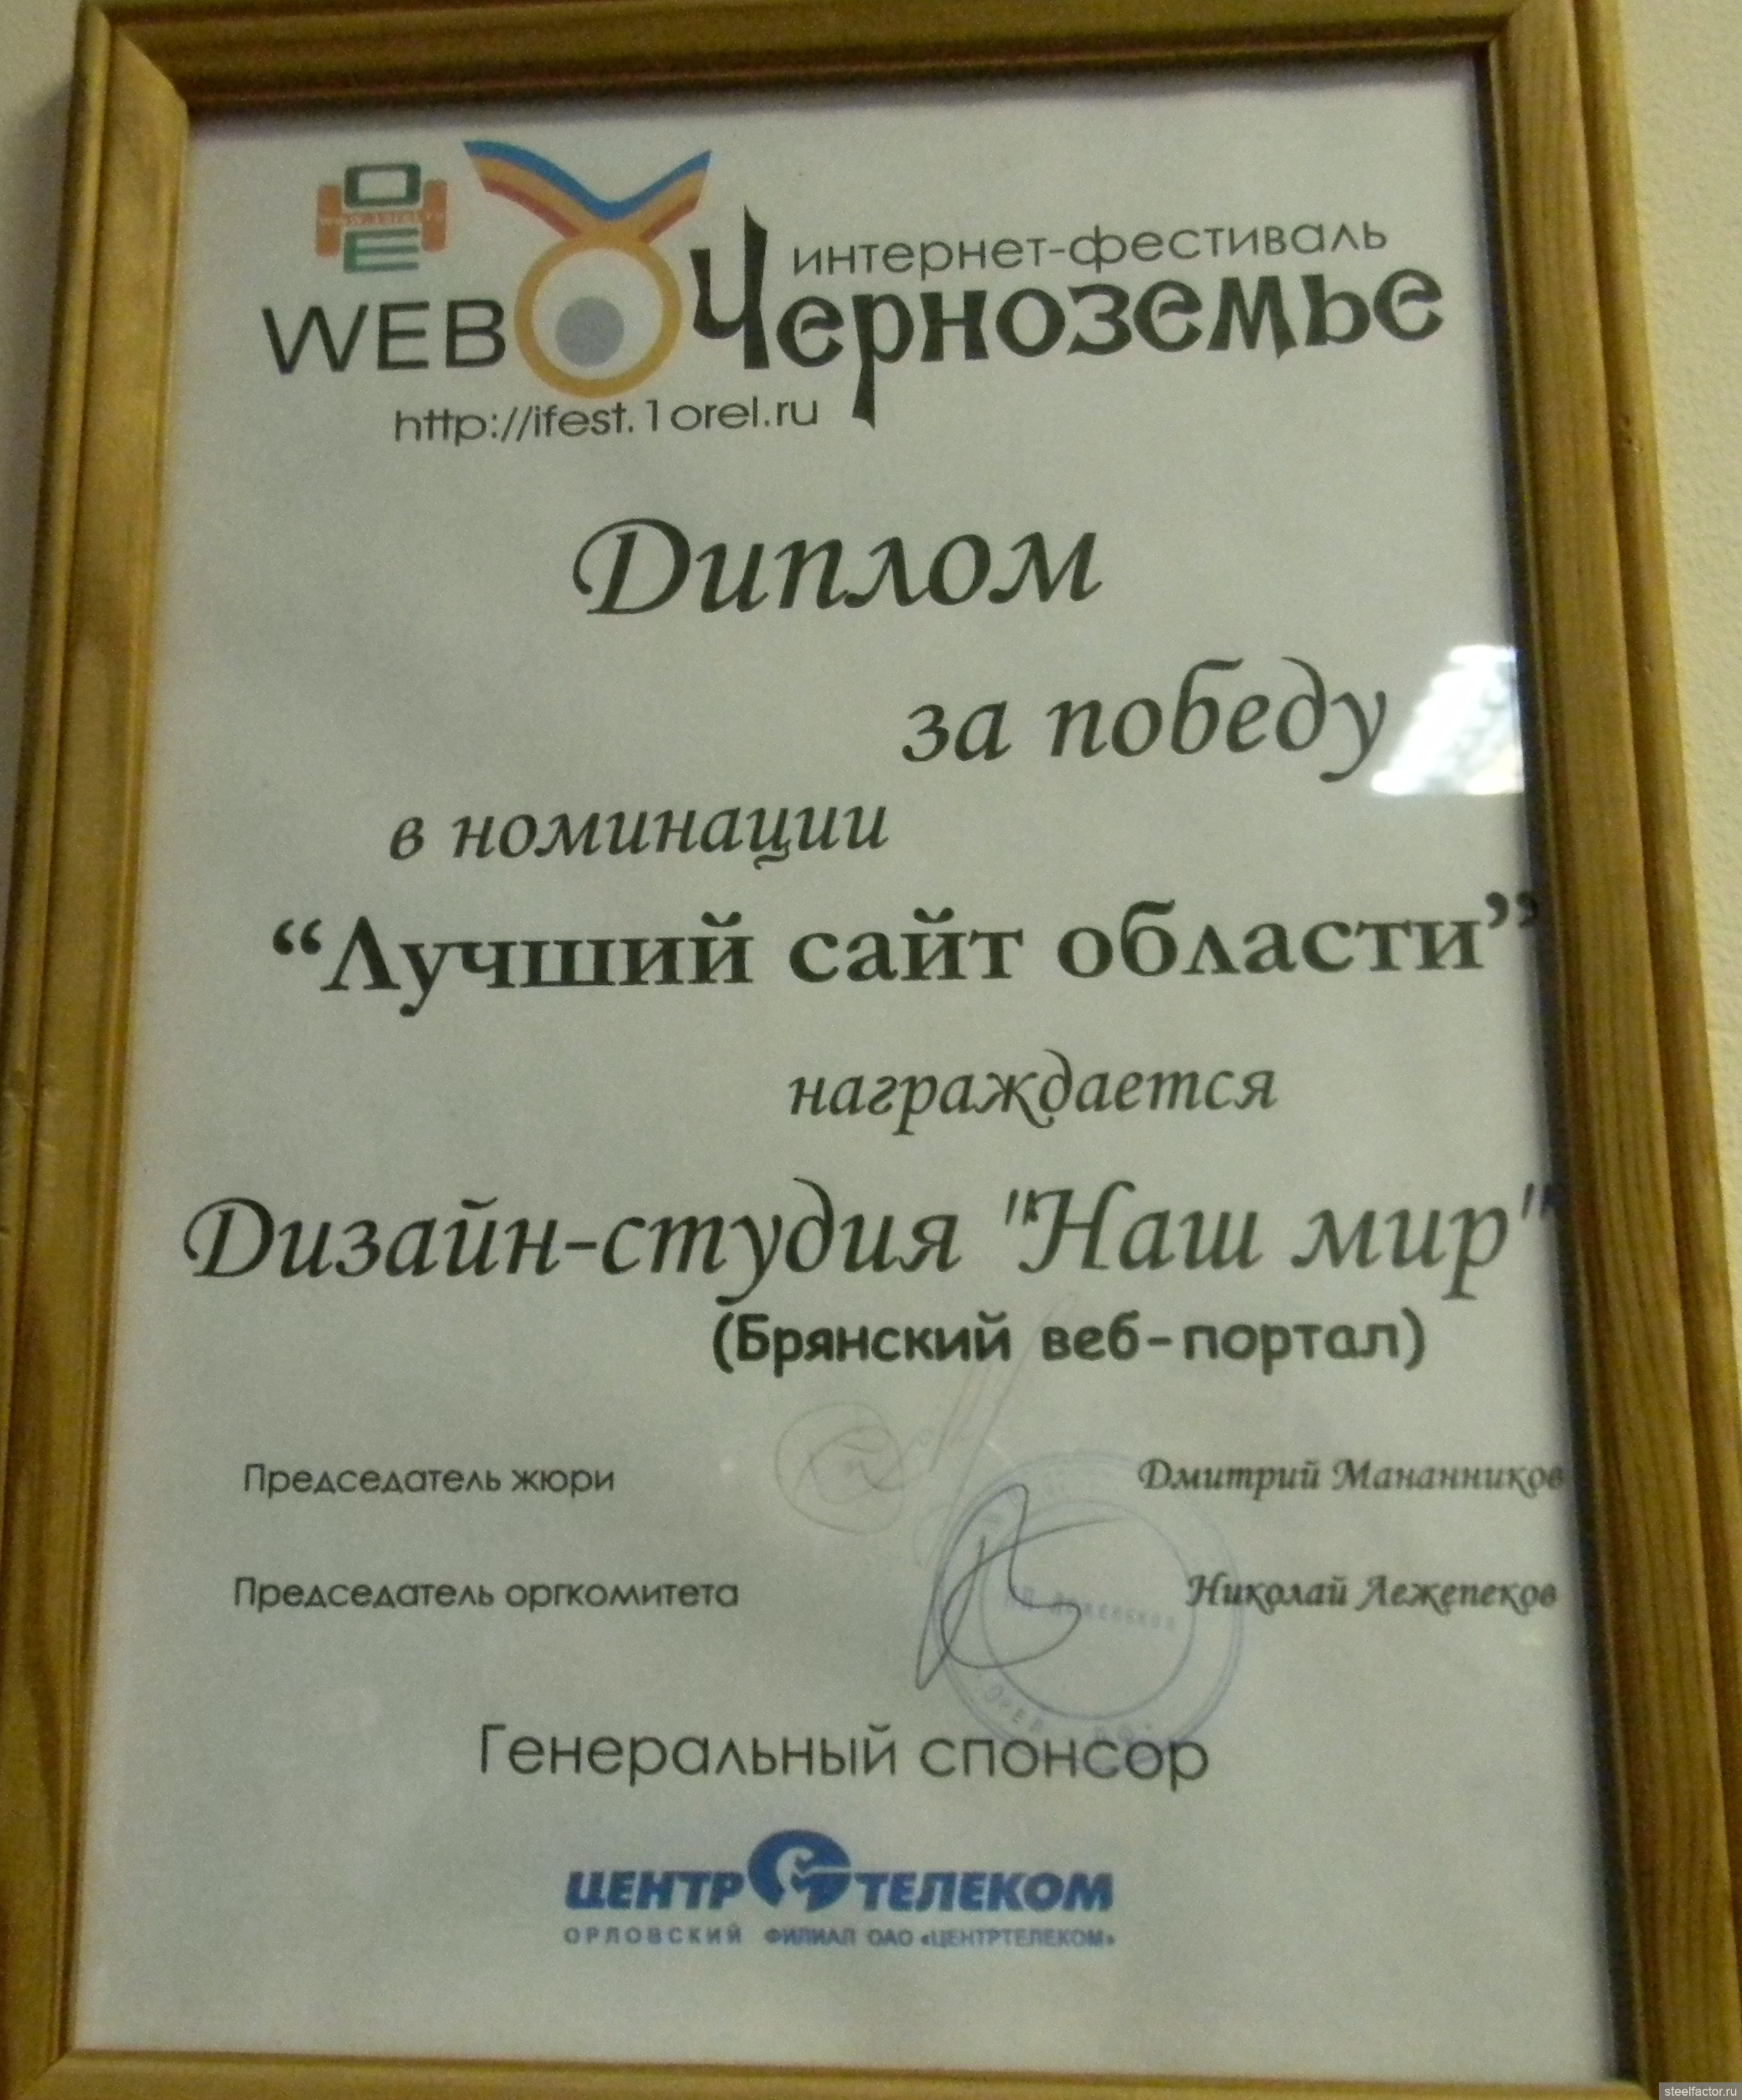 WEB Черноземье
интернет-фестиваль
http://ifest.1orel.ru
Диплом
за победу
в номинации
“Лучший сайт области”
награждается
Дизайн-студия "Наш мир"
(Брянский веб-портал)
Председатель жюри Дмитрий Мананников
Председатель оргкомитета Николай Лежепеков
Генеральный спонсор
ЦЕНТРТЕЛЕКОМ
ОРЛОВСКИЙ ФИЛИАЛ ОАО «ЦЕНТРТЕЛЕКОМ»
steelfactor.ru